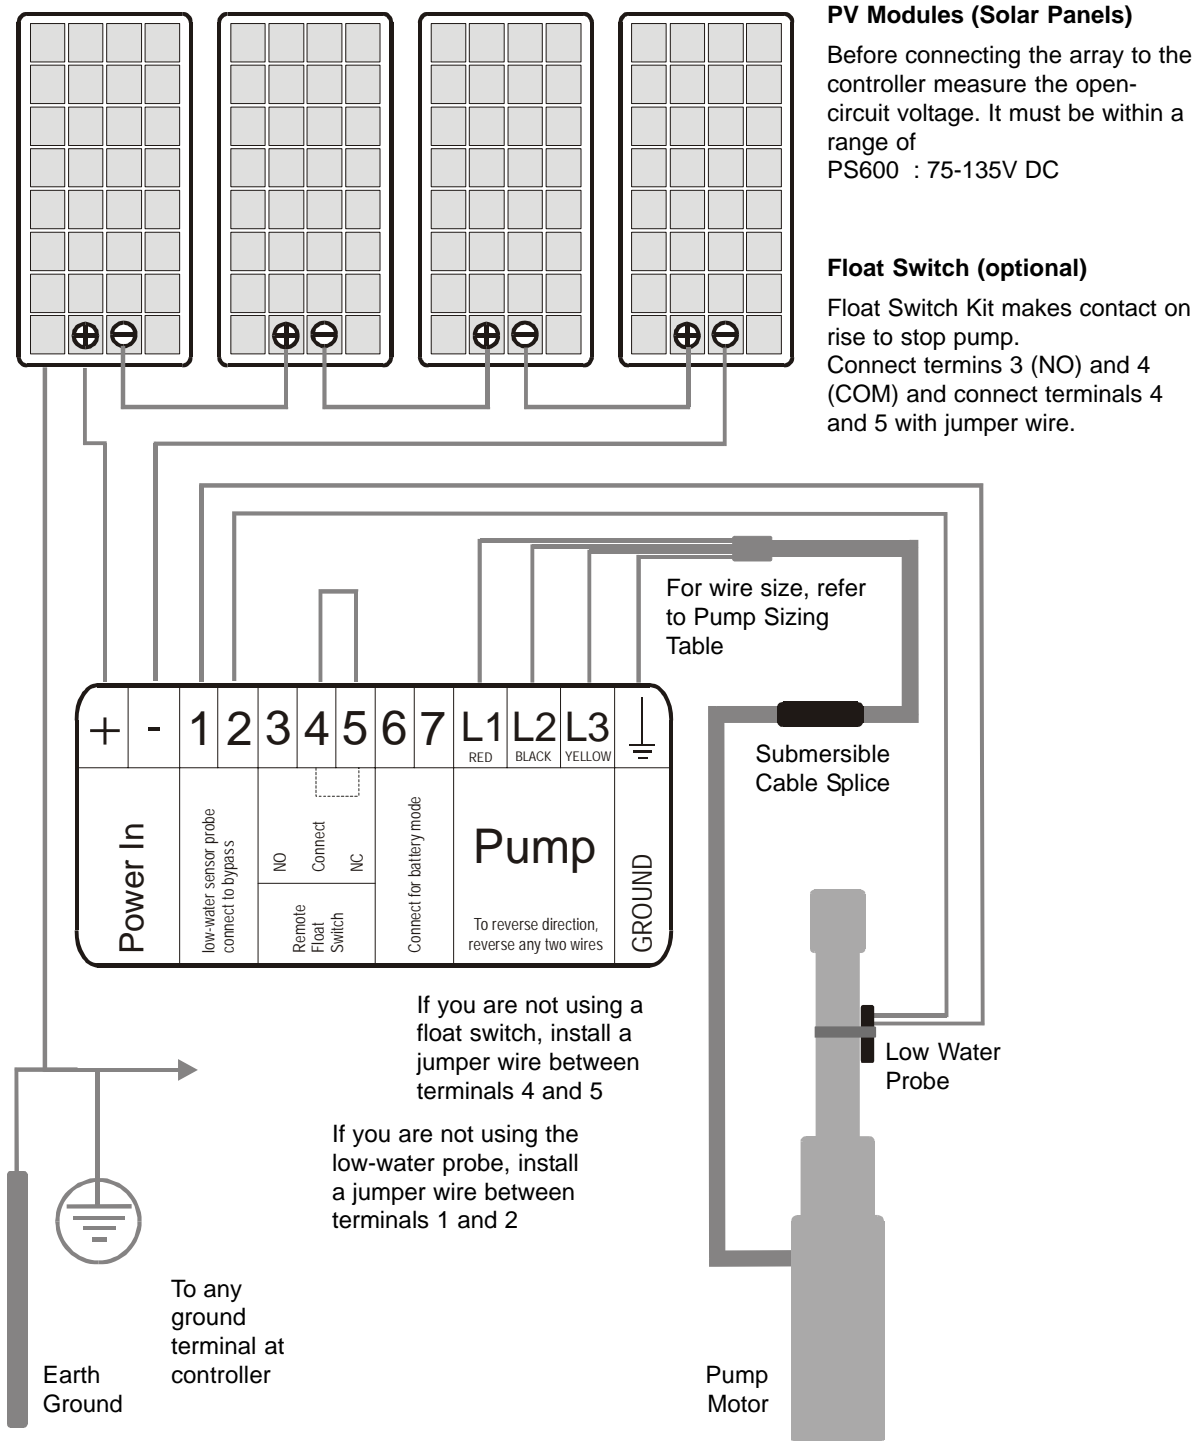 PV Modules (Solar Panels)
Before connecting the array to the
controller measure the open-
circuit voltage. It must be within a
range of
PS600 : 75-135V DC
Float Switch (optional)
Float Switch Kit makes contact on
rise to stop pump.
Connect termins 3 (NO) and 4
(COM) and connect terminals 4
and 5 with jumper wire.
For wire size, refer
to Pump Sizing
Table
Submersible
Cable Splice
+ - 1 2 3 4 5 6 7 L1 L2 L3
RED BLACK YELLOW
Power In
low-water sensor probe
connect to bypass
NO
Connect
NC
Remote
Float
Switch
Connect for battery mode
Pump
To reverse direction,
reverse any two wires
GROUND
If you are not using a
float switch, install a
jumper wire between
terminals 4 and 5
If you are not using the
low-water probe, install
a jumper wire between
terminals 1 and 2
Low Water
Probe
To any
ground
terminal at
controller
Earth
Ground
Pump
Motor